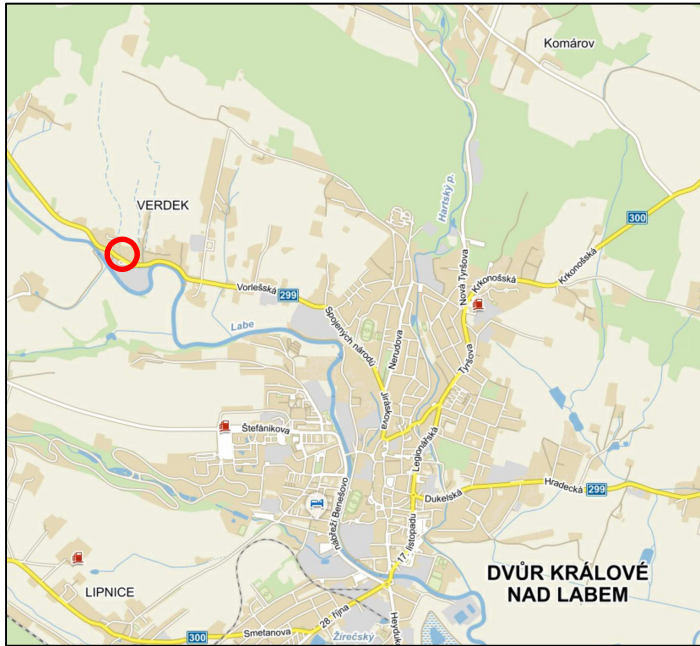 Komárov
VERDEK
Hartský p.
300
Krkonošská
Krkonošská
Nová Tyršova
Vorlešská
299
Labe
Spojených národů
Nerudova
Tyršova
Jiráskova
Štefánikova
Legionářská
Hradecká
299
Dukelská
nábřeží Benešovo
17. listopadu
DVŮR KRÁLOVÉ
NAD LABEM
LIPNICE
28. října
300
Smetanova
Žirečský
Heyduk